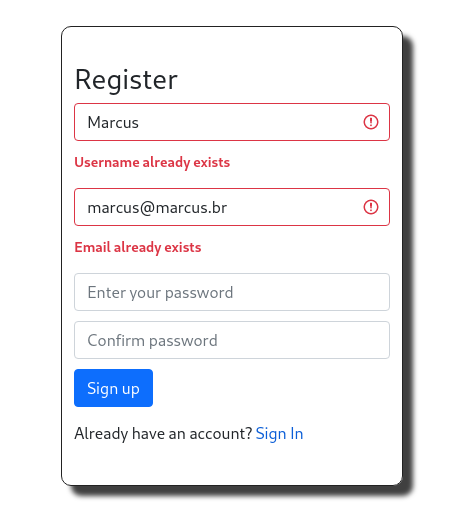 Register
Marcus
Username already exists
marcus@marcus.br
Email already exists
Enter your password
Confirm password
Sign up
Already have an account? Sign In